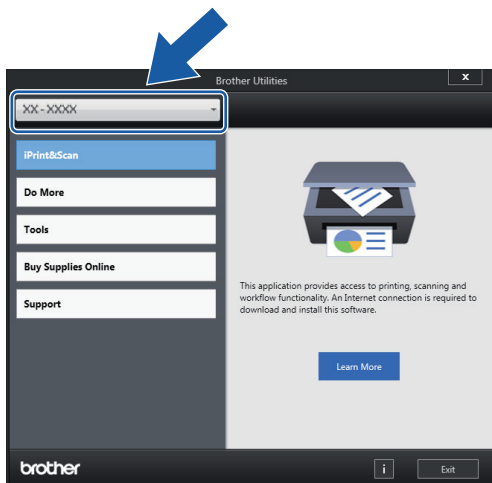 Brother Utilities
X
XX-XXXX
iPrint&Scan
Do More
Tools
Buy Supplies Online
Support
This application provides access to printing, scanning and
workflow functionality. An Internet connection is required to
download and install this software.
Learn More
brother
i
Exit